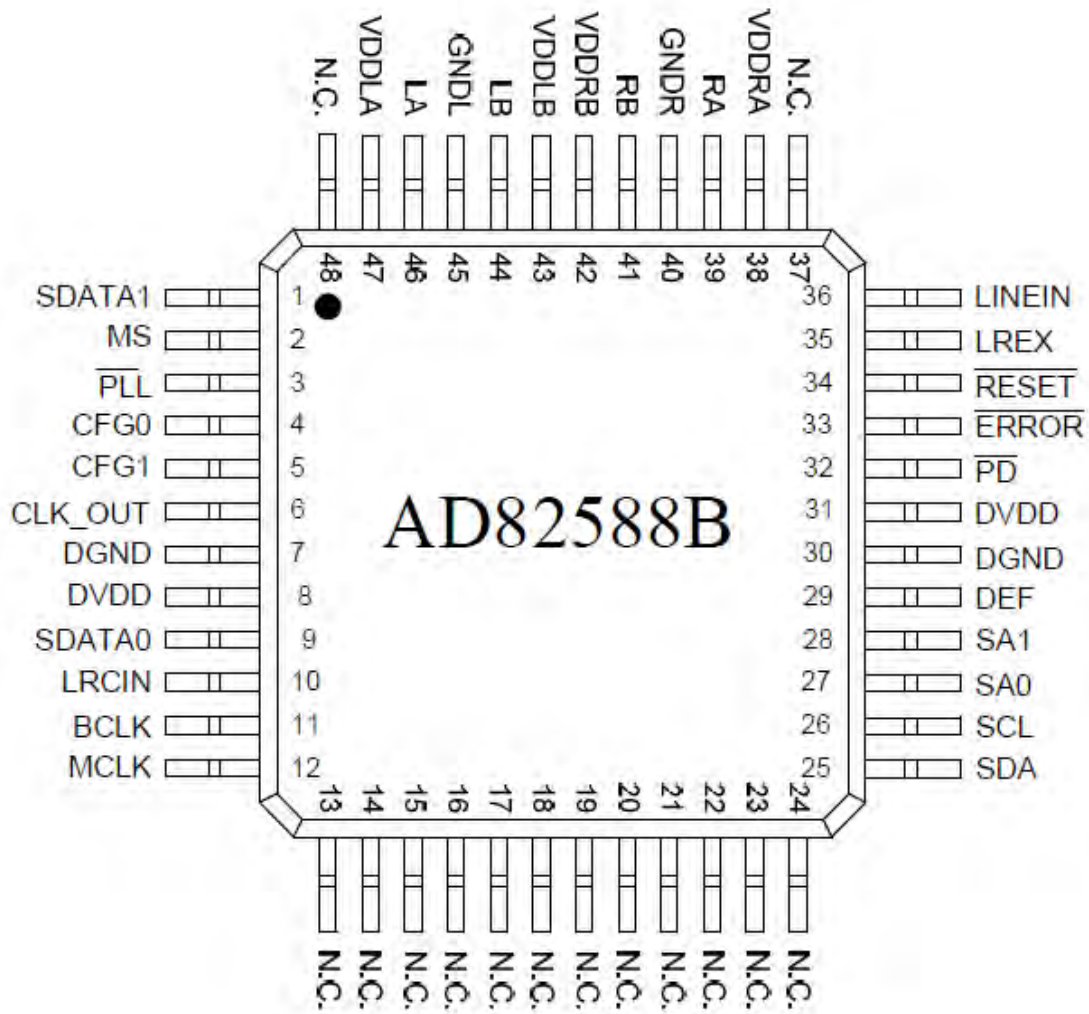 N.C. VDDLA LA GNDL LB VDDLB VDDRB RB GNDR RA VDDRA N.C.
48 47 46 45 44 43 42 41 40 39 38 37
SDATA1 1 36 LINEIN
MS 2 35 LREX
PLL 3 34 RESET
CFG0 4 33 ERROR
CFG1 5 32 PD
CLK_OUT 6 31 DVDD
AD82588B
DGND 7 30 DGND
DVDD 8 29 DEF
SDATA0 9 28 SA1
LRCIN 10 27 SA0
BCLK 11 26 SCL
MCLK 12 25 SDA
13 14 15 16 17 18 19 20 21 22 23 24
N.C. N.C. N.C. N.C. N.C. N.C. N.C. N.C. N.C. N.C. N.C. N.C.